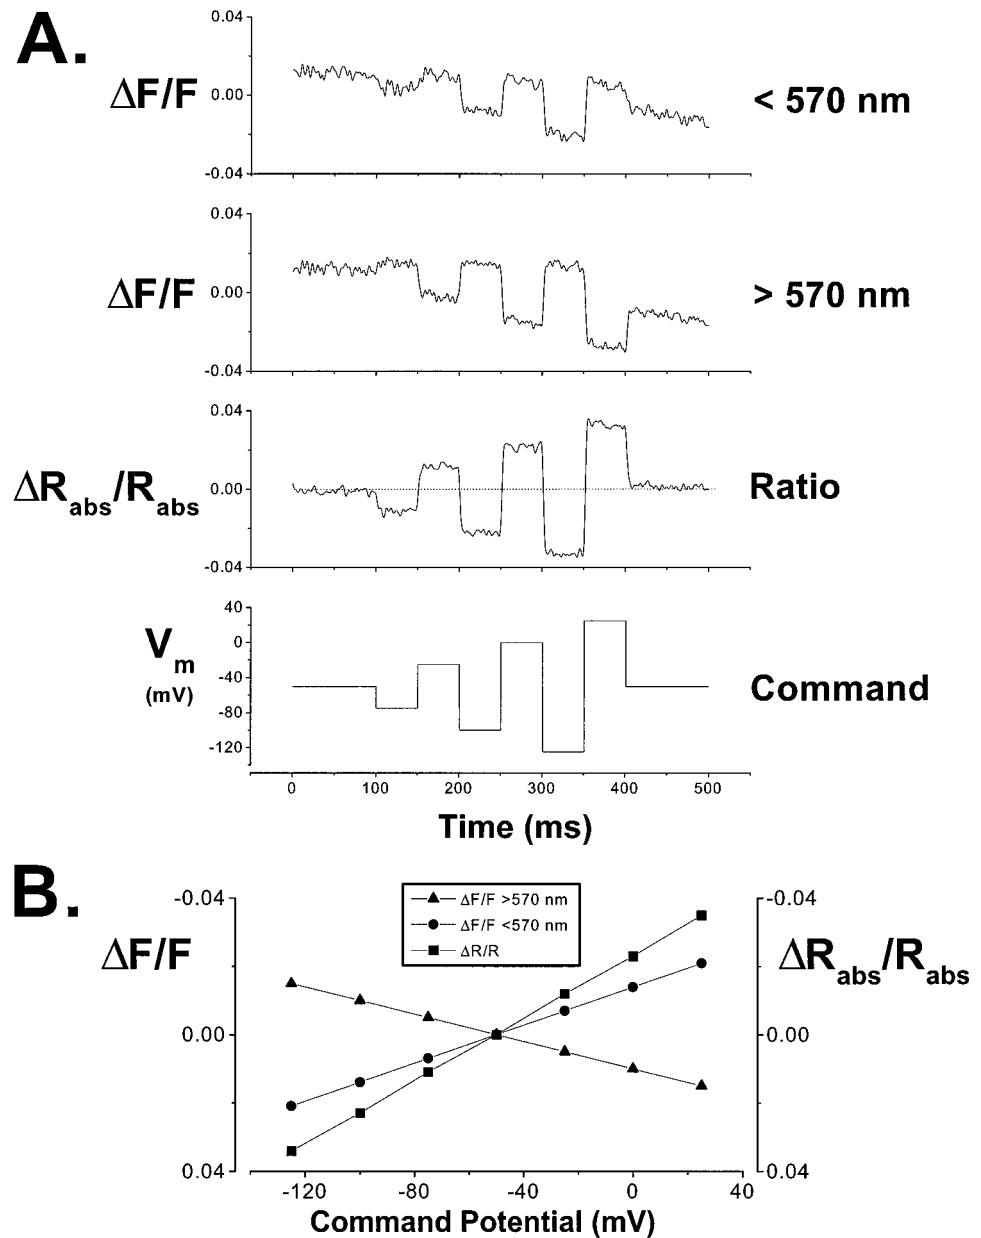 A.
ΔF/F
0.04
0.00
-0.04
< 570 nm
ΔF/F
0.04
0.00
-0.04
> 570 nm
ΔRabs/Rabs
0.04
0.00
-0.04
Ratio
Vm
(mV)
40
0
-40
-80
-120
Command
0 100 200 300 400 500
Time (ms)
B.
ΔF/F
-0.04
0.00
0.04
ΔF/F >570 nm
ΔF/F <570 nm
ΔR/R
-0.04
0.00
0.04
ΔRabs/Rabs
-120 -80 -40 0 40
Command Potential (mV)